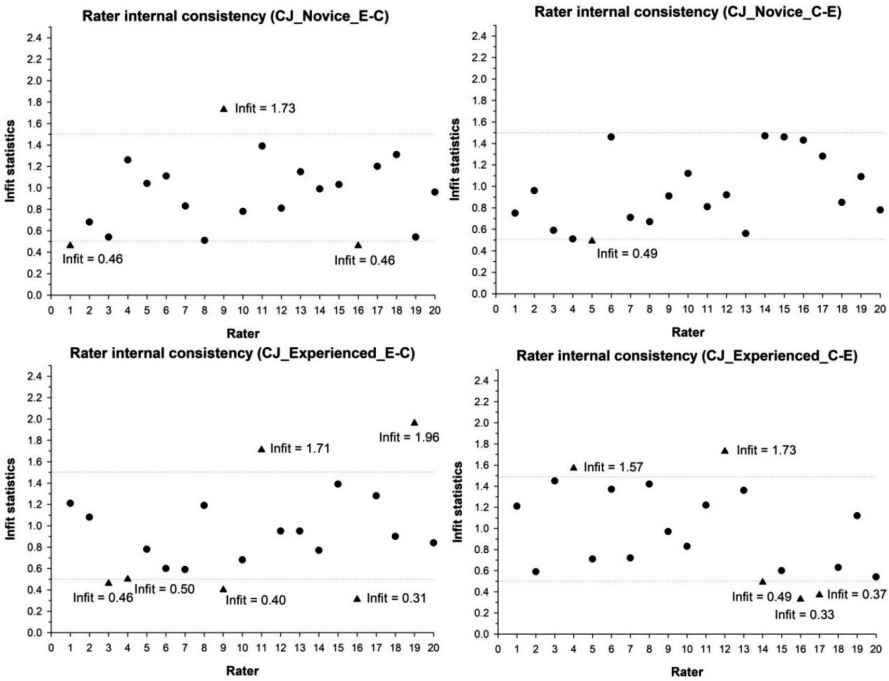 Rater internal consistency (CJ_Novice_E-C)
Infit statistics
2.4
2.2
2.0
1.8
1.6
1.4
1.2
1.0
0.8
0.6
0.4
0.2
0.0
Infit = 1.73
Infit = 0.46
Infit = 0.46
1 2 3 4 5 6 7 8 9 10 11 12 13 14 15 16 17 18 19 20
Rater
Rater internal consistency (CJ_Novice_C-E)
Infit statistics
2.4
2.2
2.0
1.8
1.6
1.4
1.2
1.0
0.8
0.6
0.4
0.2
0.0
Infit = 0.49
1 2 3 4 5 6 7 8 9 10 11 12 13 14 15 16 17 18 19 20
Rater
Rater internal consistency (CJ_Experienced_E-C)
Infit statistics
2.4
2.2
2.0
1.8
1.6
1.4
1.2
1.0
0.8
0.6
0.4
0.2
0.0
Infit = 1.96
Infit = 1.71
Infit = 0.50
Infit = 0.46
Infit = 0.40
Infit = 0.31
1 2 3 4 5 6 7 8 9 10 11 12 13 14 15 16 17 18 19 20
Rater
Rater internal consistency (CJ_Experienced_C-E)
Infit statistics
2.4
2.2
2.0
1.8
1.6
1.4
1.2
1.0
0.8
0.6
0.4
0.2
0.0
Infit = 1.73
Infit = 1.57
Infit = 0.49
Infit = 0.37
Infit = 0.33
1 2 3 4 5 6 7 8 9 10 11 12 13 14 15 16 17 18 19 20
Rater